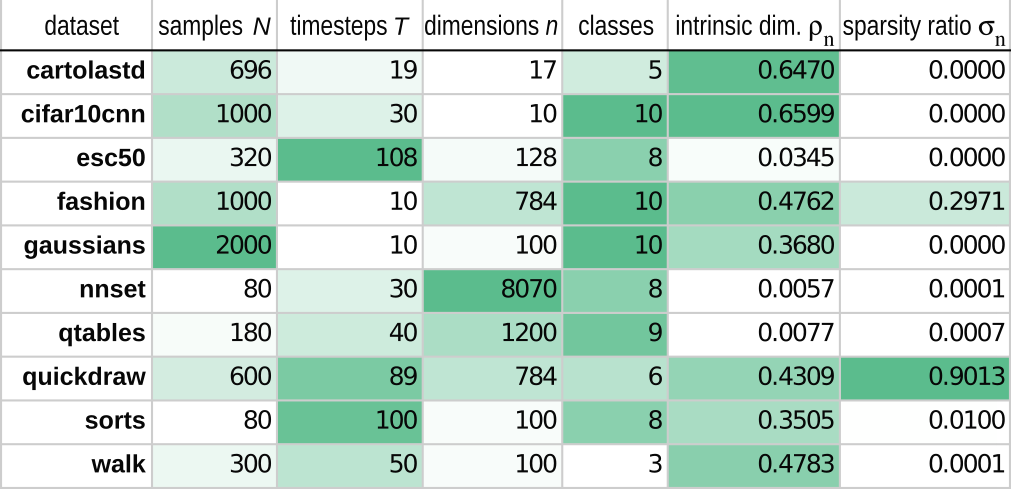 dataset samples N timesteps T dimensions n classes intrinsic dim. ρn sparsity ratio σn
cartolastd 696 19 17 5 0.6470 0.0000
cifar10cnn 1000 30 10 10 0.6599 0.0000
esc50 320 108 128 8 0.0345 0.0000
fashion 1000 10 784 10 0.4762 0.2971
gaussians 2000 10 100 10 0.3680 0.0000
nnset 80 30 8070 8 0.0057 0.0001
qtables 180 40 1200 9 0.0077 0.0007
quickdraw 600 89 784 6 0.4309 0.9013
sorts 80 100 100 8 0.3505 0.0100
walk 300 50 100 3 0.4783 0.0001